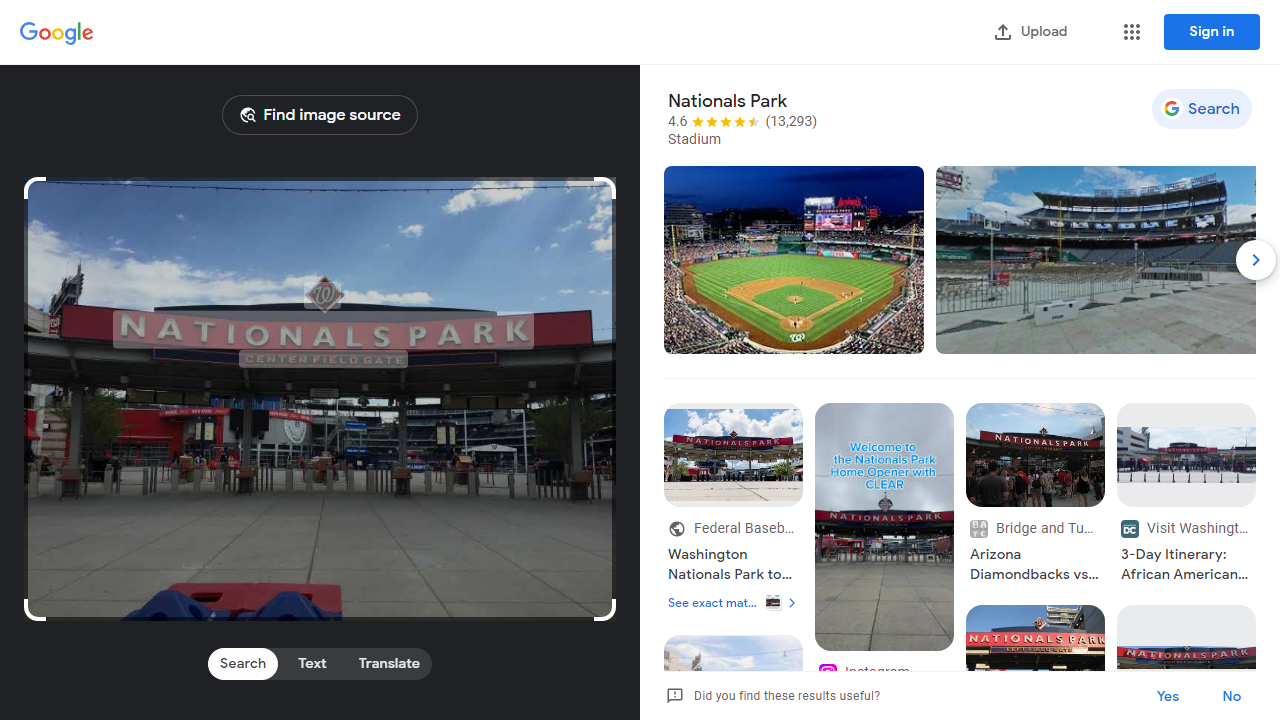 Google
Upload
Sign in
Find image source
NATIONALS PARK
CENTER FIELD GATE
Search
Text
Translate
Nationals Park
4.6
(13,293)
Stadium
Search
NATIONALS PARK
Federal Baseb...
Washington
Nationals Park to...
See exact mat...
Welcome to
the Nationals Park
Home Opener with
CLEAR
NATIONALS PARK
Instagram
NATIONALS PARK
Bridge and Tu...
Arizona
Diamondbacks vs...
NATIONALS PARK
DC
Visit Washingt...
3-Day Itinerary:
African American...
NATIONALS PARK
Did you find these results useful?
Yes
No